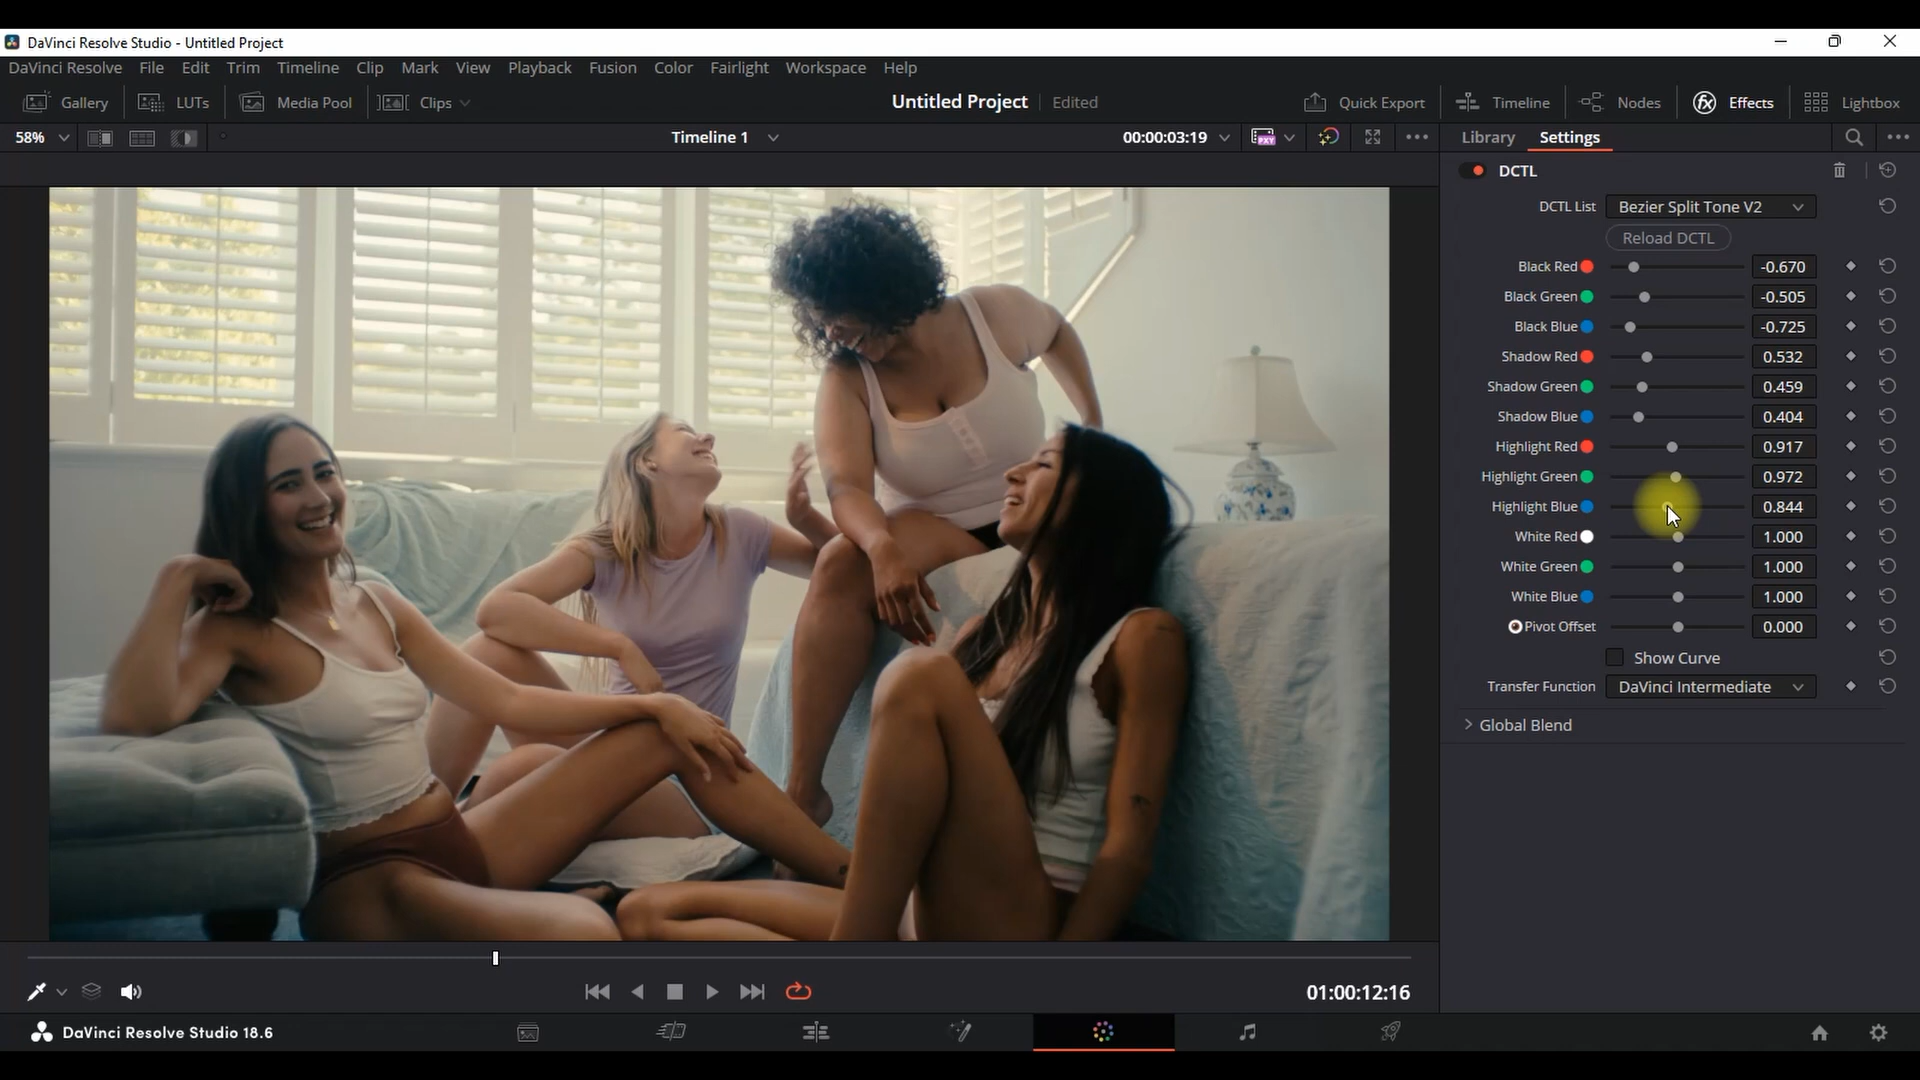 DaVinci Resolve Studio - Untitled Project
DaVinci Resolve File Edit Trim Timeline Clip Mark View Playback Fusion Color Fairlight Workspace Help
Gallery LUTs Media Pool Clips Untitled Project Edited Quick Export Timeline Nodes Effects Lightbox
58% Timeline 1 00:00:03:19 PXY Library Settings
DCTL
DCTL List Bezier Split Tone V2
Reload DCTL
Black Red -0.670
Black Green -0.505
Black Blue -0.725
Shadow Red 0.532
Shadow Green 0.459
Shadow Blue 0.404
Highlight Red 0.917
Highlight Green 0.972
Highlight Blue 0.844
White Red 1.000
White Green 1.000
White Blue 1.000
Pivot Offset 0.000
Show Curve
Transfer Function DaVinci Intermediate
Global Blend
01:00:12:16
DaVinci Resolve Studio 18.6